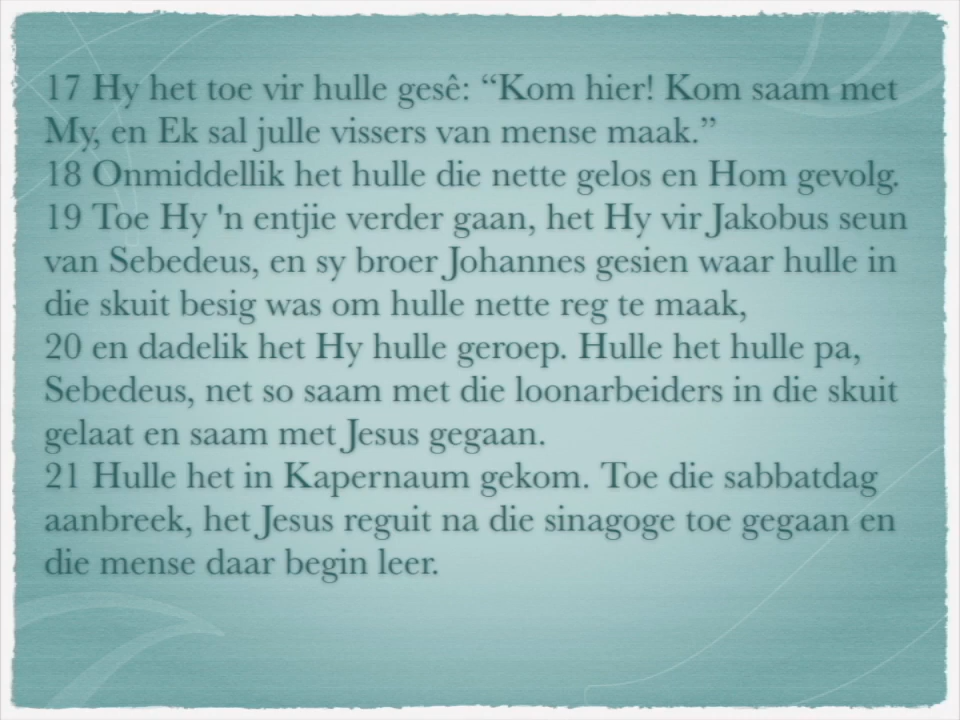 17 Hy het toe vir hulle gesê: “Kom hier! Kom saam met
My, en Ek sal julle vissers van mense maak.”
18 Onmiddellik het hulle die nette gelos en Hom gevolg.
19 Toe Hy 'n entjie verder gaan, het Hy vir Jakobus seun
van Sebedeus, en sy broer Johannes gesien waar hulle in
die skuit besig was om hulle nette reg te maak,
20 en dadelik het Hy hulle geroep. Hulle het hulle pa,
Sebedeus, net so saam met die loonarbeiders in die skuit
gelaat en saam met Jesus gegaan.
21 Hulle het in Kapernaum gekom. Toe die sabbatdag
aanbreek, het Jesus reguit na die sinagoge toe gegaan en
die mense daar begin leer.